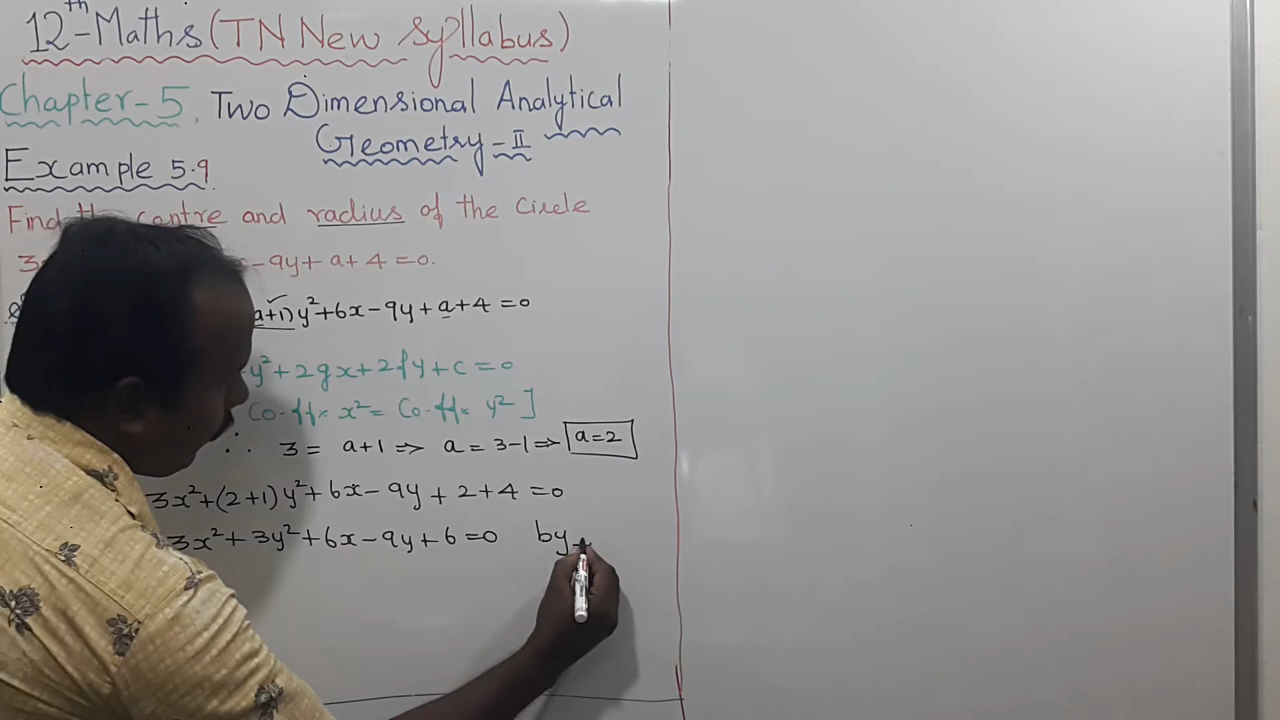 12th-Maths (TN New syllabus)
Chapter-5, Two Dimensional Analytical
Geometry-II
Example 5.9
Find the centre and radius of the circle
3 x-9y+a+4=0.
a+1)y²+6x-9y+a+4=0
y²+2gx+2fy+c=0
Co-eff. x²= Co-eff. y²]
∴ 3= a+1 ⇒ a=3-1⇒ a=2
3x²+(2+1)y²+6x-9y+2+4=0
3x²+3y²+6x-9y+6=0 by